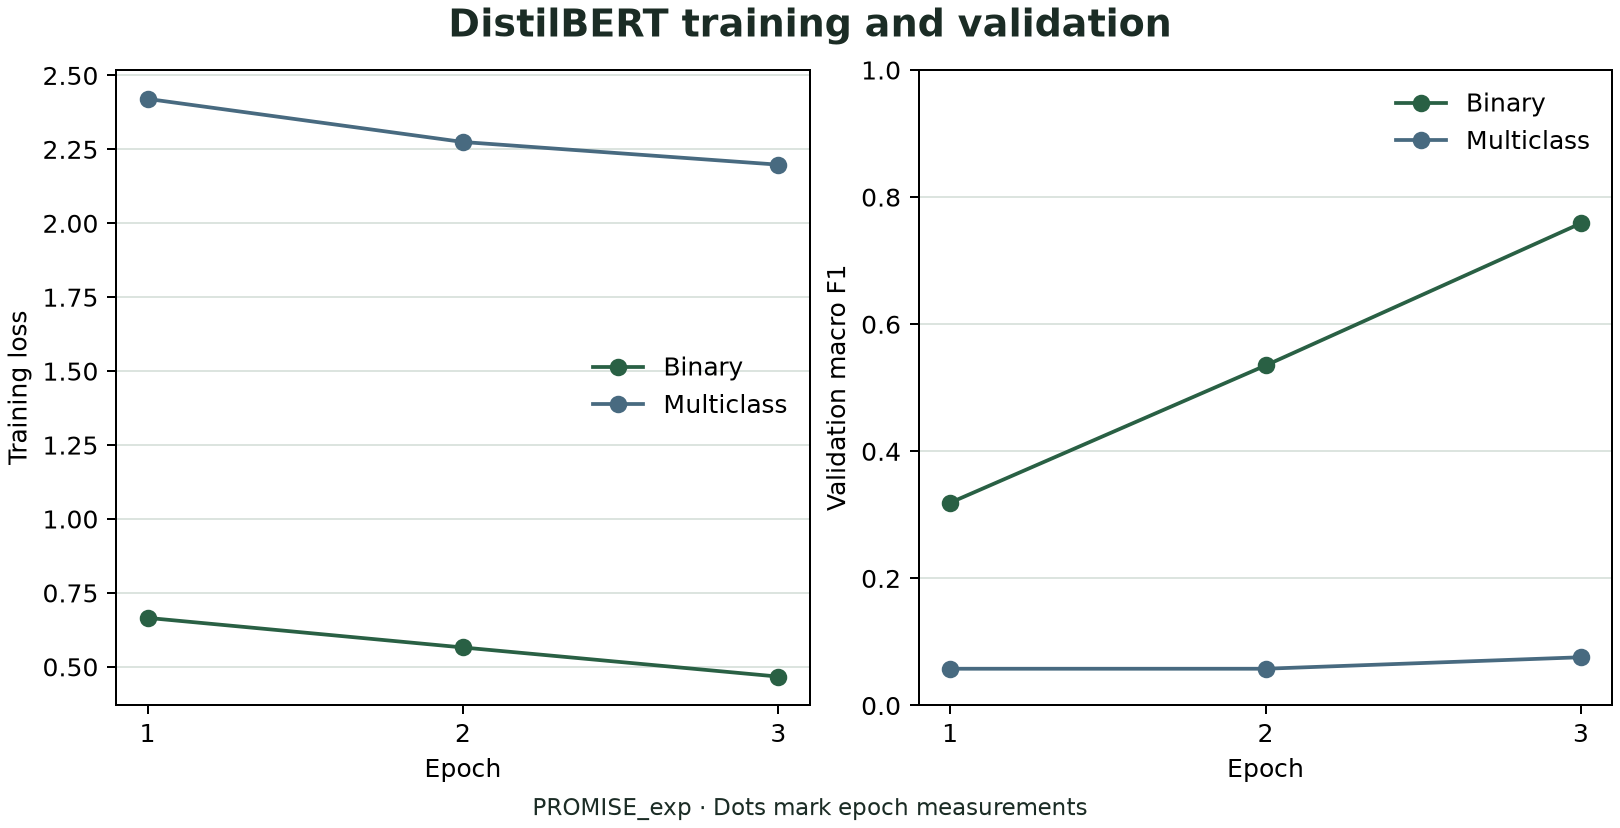 DistilBERT training and validation
Training loss
2.50
2.25
2.00
1.75
1.50
1.25
1.00
0.75
0.50
Binary
Multiclass
1 2 3
Epoch
Validation macro F1
1.0
0.8
0.6
0.4
0.2
0.0
Binary
Multiclass
1 2 3
Epoch
PROMISE_exp · Dots mark epoch measurements